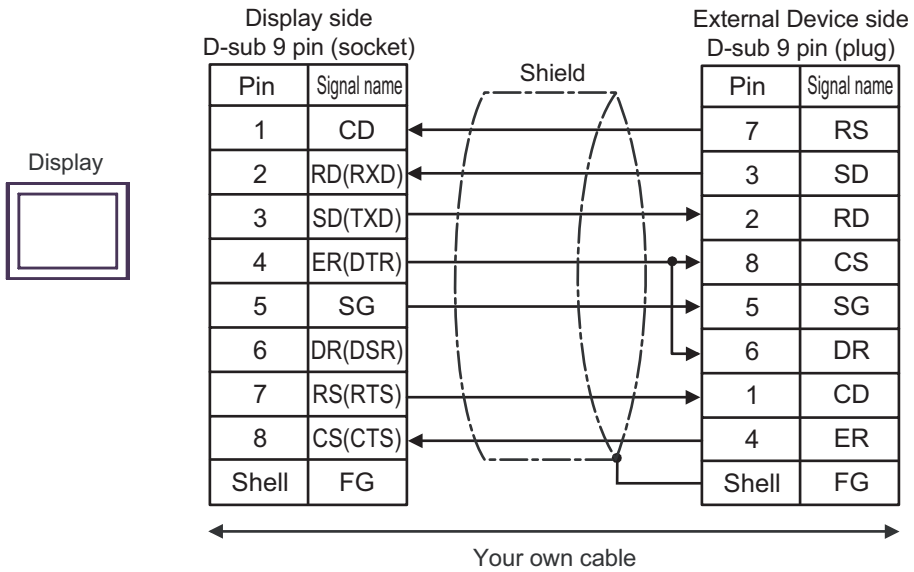 Display side
D-sub 9 pin (socket)
External Device side
D-sub 9 pin (plug)
Shield
Display
Pin Signal name Pin Signal name
1 CD 7 RS
2 RD(RXD) 3 SD
3 SD(TXD) 2 RD
4 ER(DTR) 8 CS
5 SG 5 SG
6 DR(DSR) 6 DR
7 RS(RTS) 1 CD
8 CS(CTS) 4 ER
Shell FG Shell FG
Your own cable